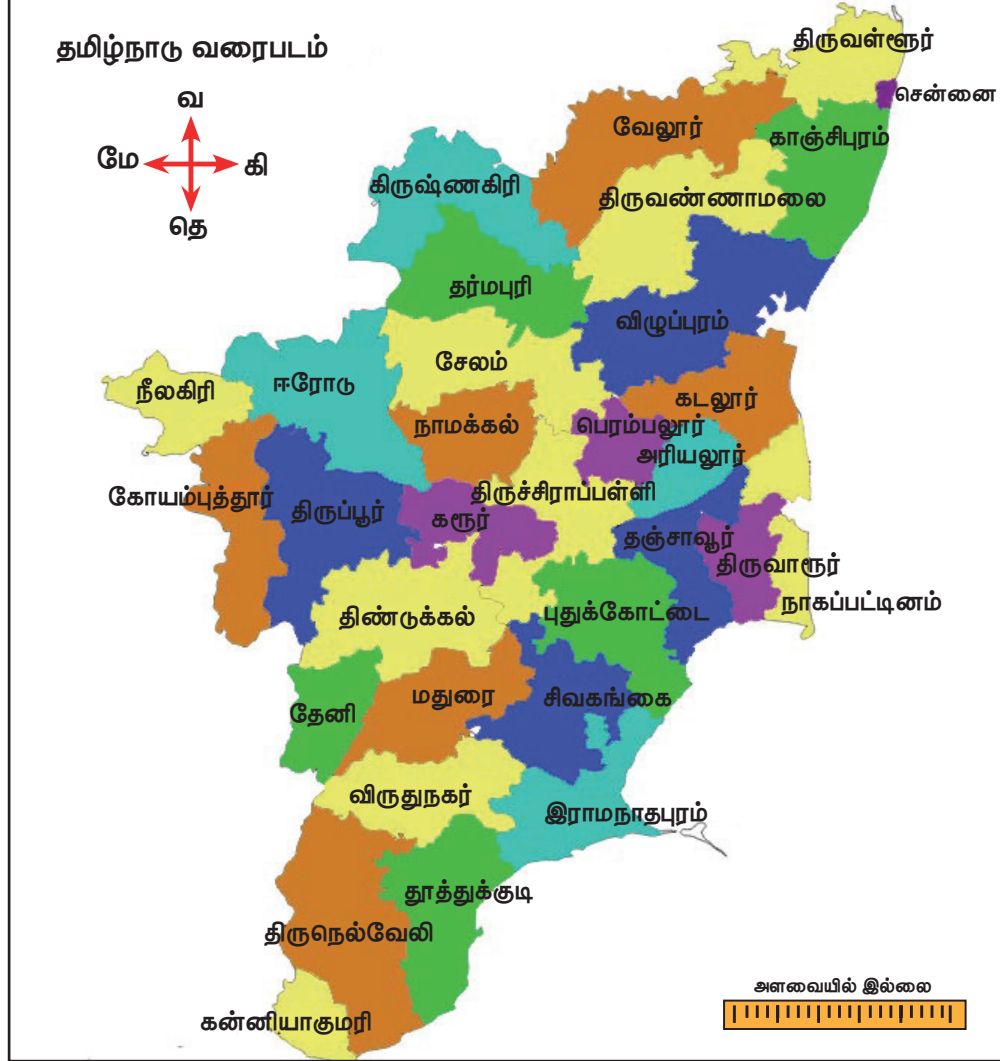 தமிழ்நாடு வரைபடம்
வ
மே
கி
தெ
திருவள்ளூர்
சென்னை
வேலூர்
காஞ்சிபுரம்
கிருஷ்ணகிரி
திருவண்ணாமலை
தர்மபுரி
விழுப்புரம்
சேலம்
நீலகிரி
ஈரோடு
கடலூர்
நாமக்கல்
பெரம்பலூர்
அரியலூர்
கோயம்புத்தூர்
திருப்பூர்
கரூர்
திருச்சிராப்பள்ளி
தஞ்சாவூர்
திருவாரூர்
நாகப்பட்டினம்
திண்டுக்கல்
புதுக்கோட்டை
தேனி
மதுரை
சிவகங்கை
விருதுநகர்
இராமநாதபுரம்
தூத்துக்குடி
திருநெல்வேலி
கன்னியாகுமரி
அளவையில் இல்லை